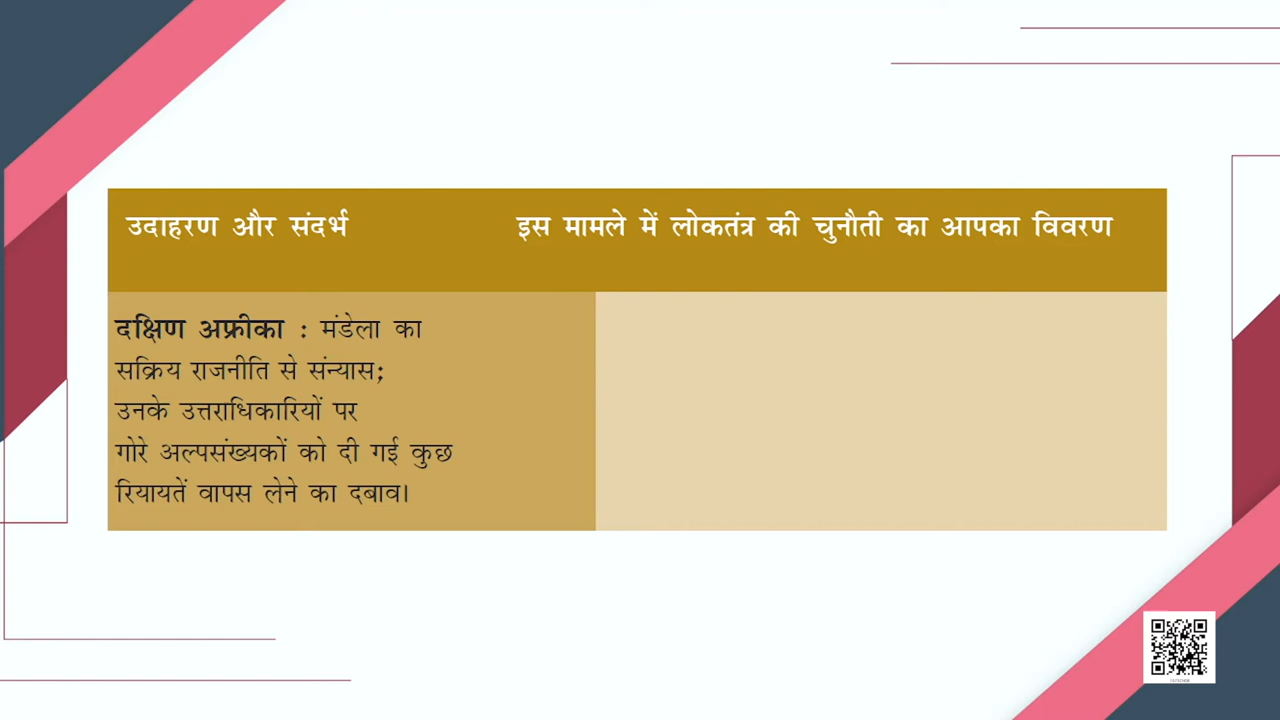 उदाहरण और संदर्भ
इस मामले में लोकतंत्र की चुनौती का आपका विवरण
दक्षिण अफ्रीका : मंडेला का
सक्रिय राजनीति से संन्यास;
उनके उत्तराधिकारियों पर
गोरे अल्पसंख्यकों को दी गई कुछ
रियायतें वापस लेने का दबाव।